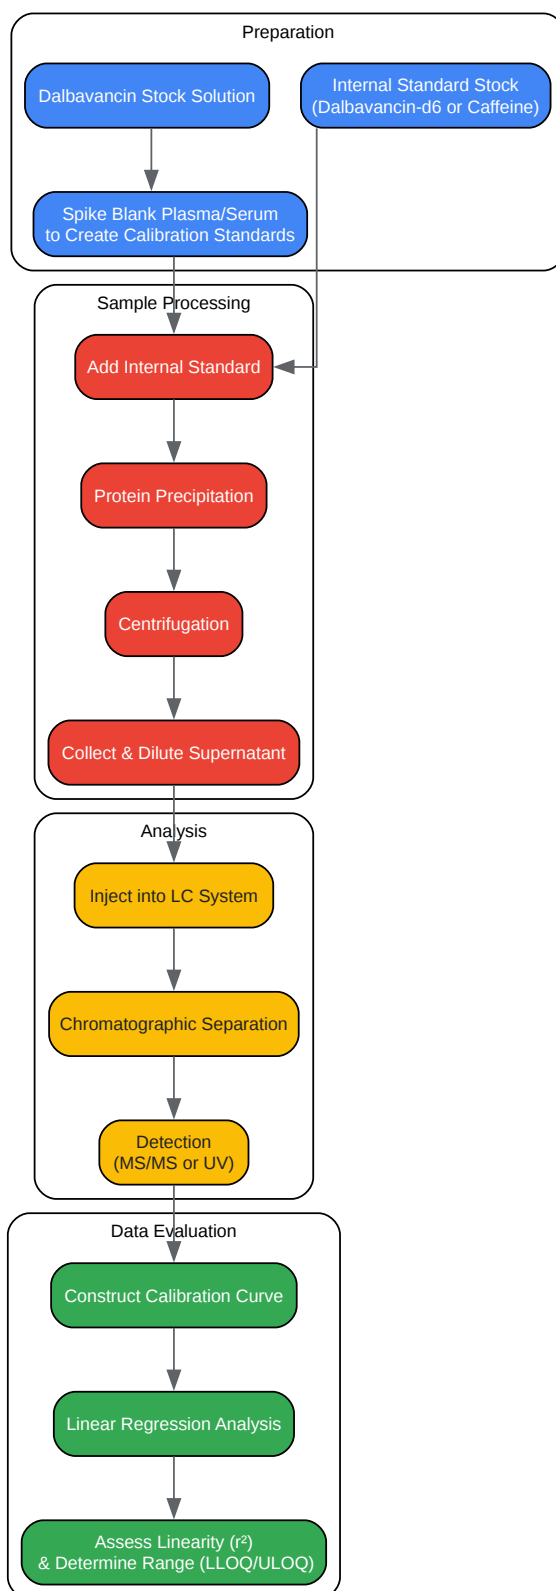 Preparation
Dalbavancin Stock Solution
Internal Standard Stock
(Dalbavancin-d6 or Caffeine)
Spike Blank Plasma/Serum
to Create Calibration Standards
Sample Processing
Add Internal Standard
Protein Precipitation
Centrifugation
Collect & Dilute Supernatant
Analysis
Inject into LC System
Chromatographic Separation
Detection
(MS/MS or UV)
Data Evaluation
Construct Calibration Curve
Linear Regression Analysis
Assess Linearity (r²)
& Determine Range (LLOQ/ULOQ)